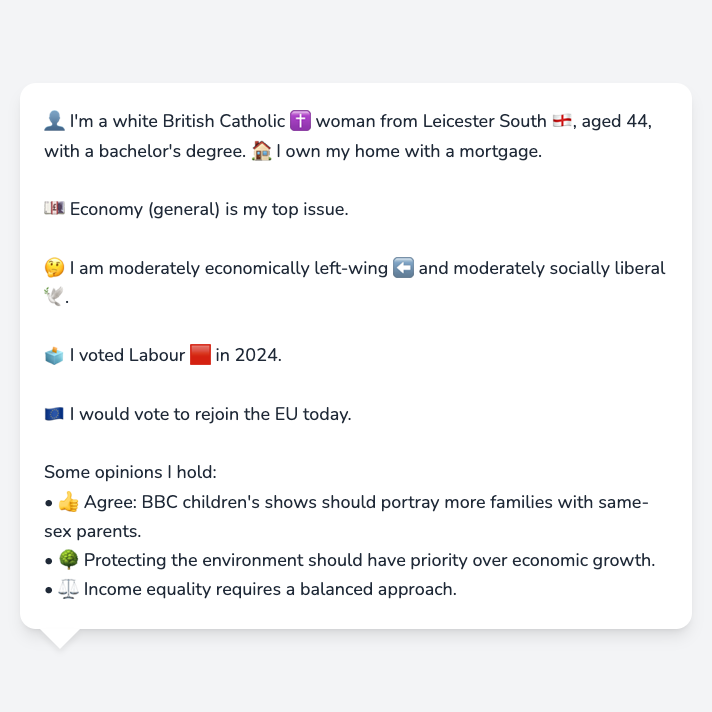 👤 I'm a white British Catholic ✝️ woman from Leicester South 🏴󠁧󠁢󠁥󠁮󠁧󠁿, aged 44,
with a bachelor's degree. 🏠 I own my home with a mortgage.
💷 Economy (general) is my top issue.
🤔 I am moderately economically left-wing ⬅️ and moderately socially liberal
🕊️.
🗳️ I voted Labour 🟥 in 2024.
🇪🇺 I would vote to rejoin the EU today.
Some opinions I hold:
• 👍 Agree: BBC children's shows should portray more families with same-
sex parents.
• 🌳 Protecting the environment should have priority over economic growth.
• ⚖️ Income equality requires a balanced approach.